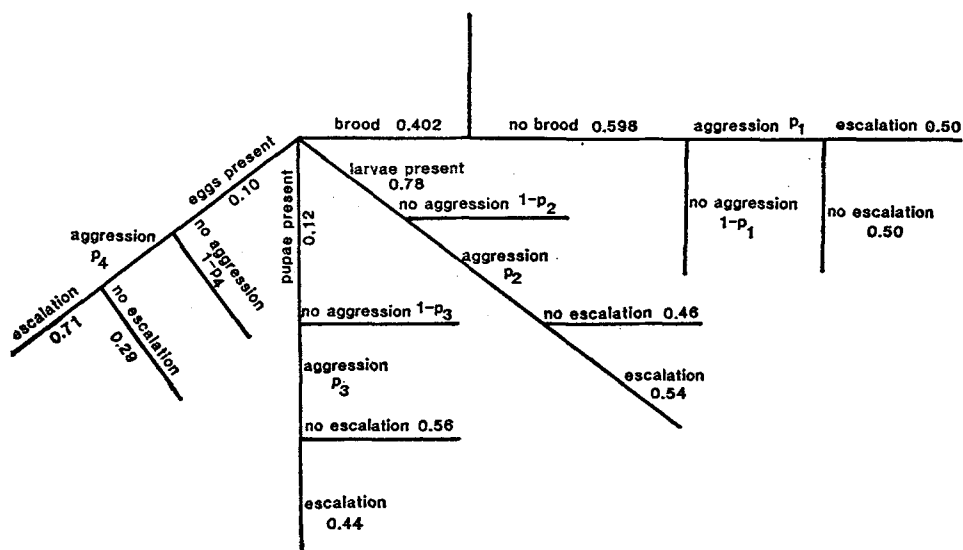 brood 0.402
no brood 0.598
aggression p1
escalation 0.50
no aggression
1-p1
no escalation
0.50
larvae present
0.78
no aggression 1-p2
aggression
p2
no escalation 0.46
escalation
0.54
pupae present
0.12
no aggression 1-p3
aggression
p3
no escalation 0.56
escalation
0.44
eggs present
0.10
no aggression
1-p4
aggression
p4
no escalation
0.29
escalation
0.71